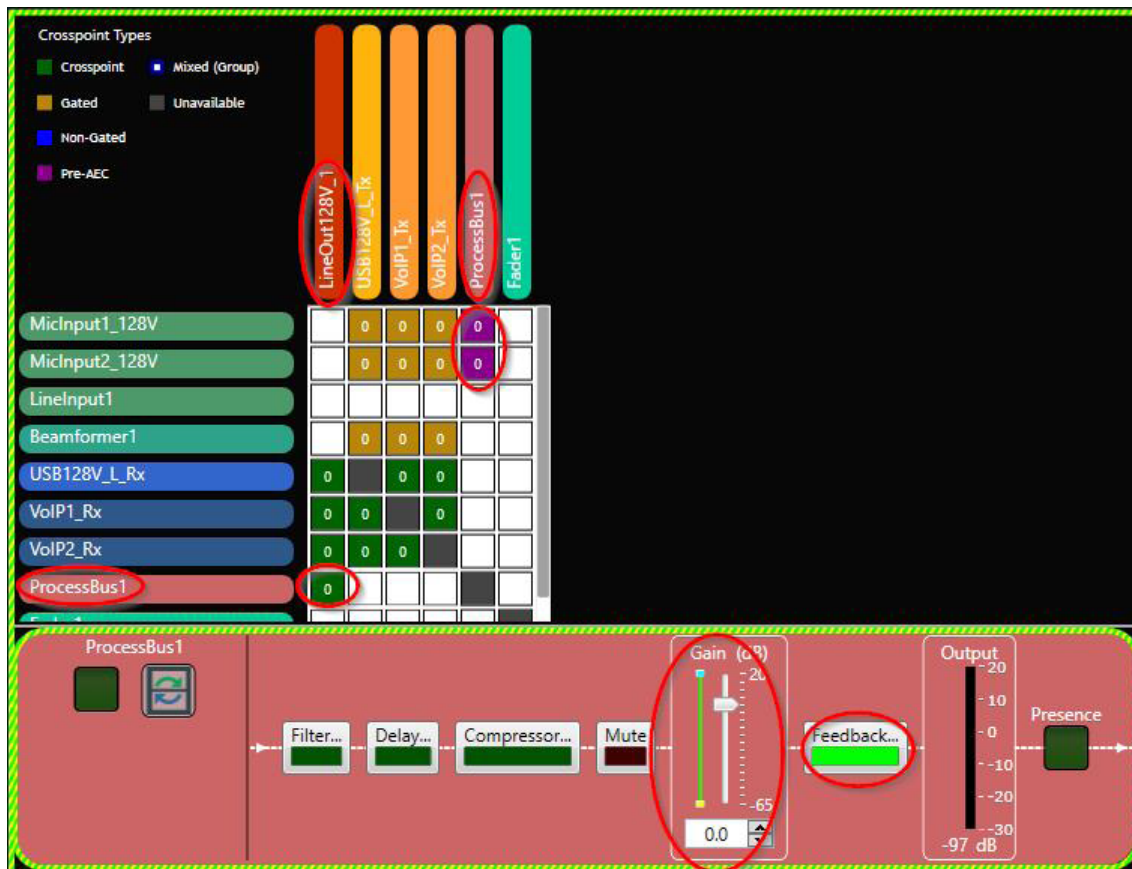 Crosspoint Types
Crosspoint
Mixed (Group)
Gated
Unavailable
Non-Gated
Pre-AEC
LineOut128V_1
USB128V_L_Tx
VoIP1_Tx
VoIP2_Tx
ProcessBus1
Fader1
MicInput1_128V 0 0 0 0
MicInput2_128V 0 0 0 0
LineInput1
Beamformer1 0 0 0
USB128V_L_Rx 0 0 0
VoIP1_Rx 0 0 0
VoIP2_Rx 0 0 0
ProcessBus1 0
ProcessBus1
Filter...
Delay...
Compressor...
Mute
Gain (dB)
20
-65
0.0
Feedback...
Output
20
10
0
-10
-20
-30
-97 dB
Presence